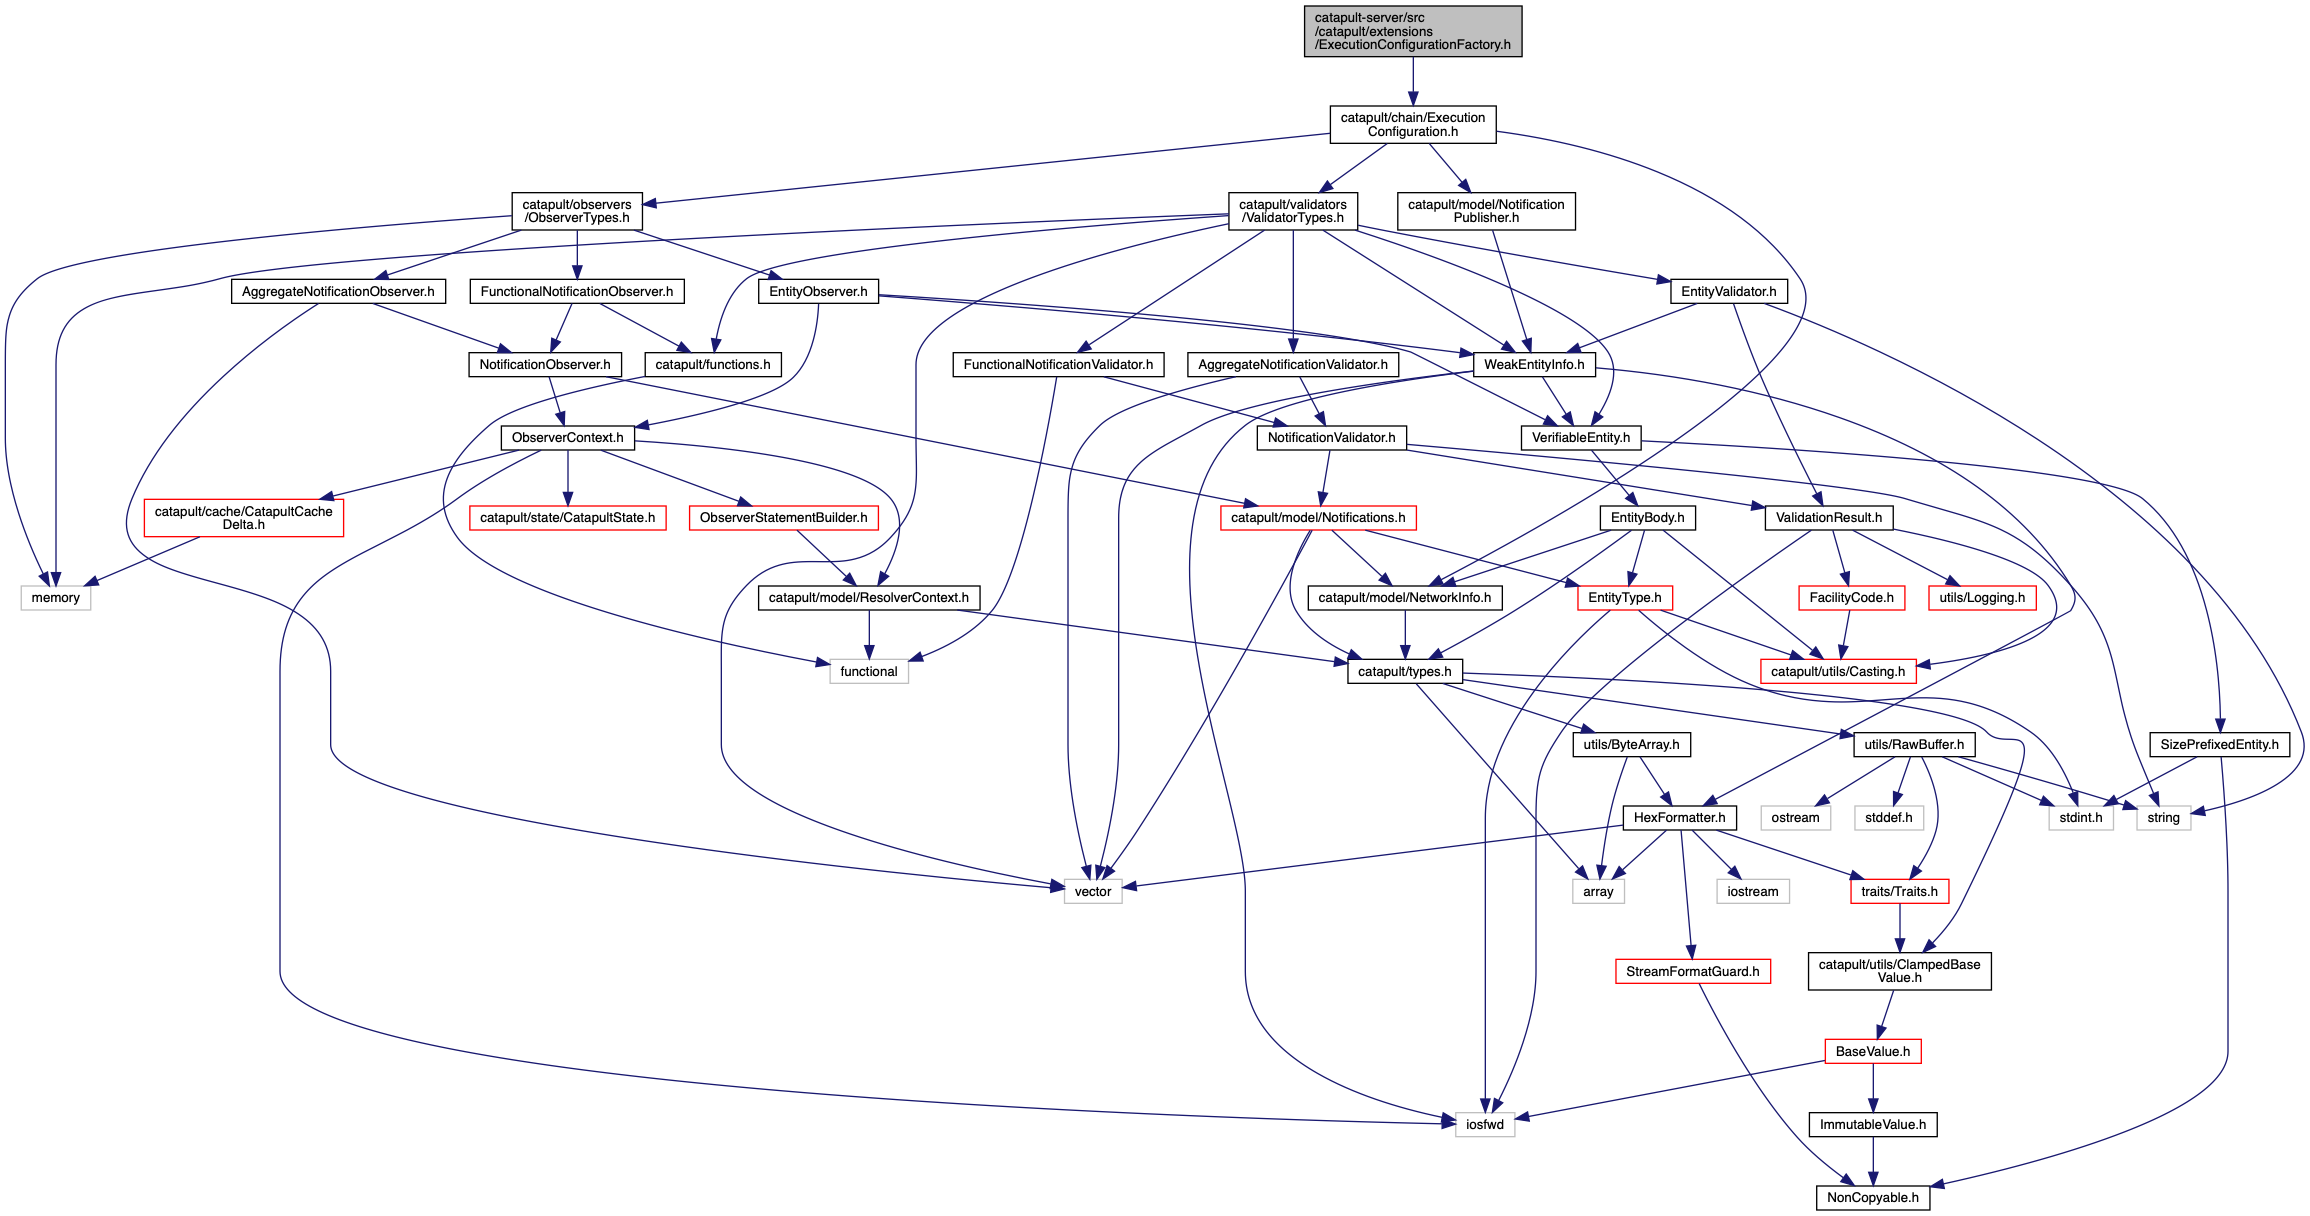 catapult-server/src
/catapult/extensions
/ExecutionConfigurationFactory.h
catapult/chain/Execution
Configuration.h
catapult/observers
/ObserverTypes.h
catapult/validators
/ValidatorTypes.h
catapult/model/Notification
Publisher.h
AggregateNotificationObserver.h
FunctionalNotificationObserver.h
EntityObserver.h
EntityValidator.h
NotificationObserver.h
catapult/functions.h
FunctionalNotificationValidator.h
AggregateNotificationValidator.h
WeakEntityInfo.h
ObserverContext.h
NotificationValidator.h
VerifiableEntity.h
catapult/cache/CatapultCache
Delta.h
catapult/state/CatapultState.h
ObserverStatementBuilder.h
catapult/model/Notifications.h
EntityBody.h
ValidationResult.h
memory
catapult/model/ResolverContext.h
catapult/model/NetworkInfo.h
EntityType.h
FacilityCode.h
utils/Logging.h
functional
catapult/types.h
catapult/utils/Casting.h
utils/ByteArray.h
utils/RawBuffer.h
SizePrefixedEntity.h
HexFormatter.h
ostream
stddef.h
stdint.h
string
vector
array
iostream
traits/Traits.h
StreamFormatGuard.h
catapult/utils/ClampedBase
Value.h
BaseValue.h
iosfwd
ImmutableValue.h
NonCopyable.h